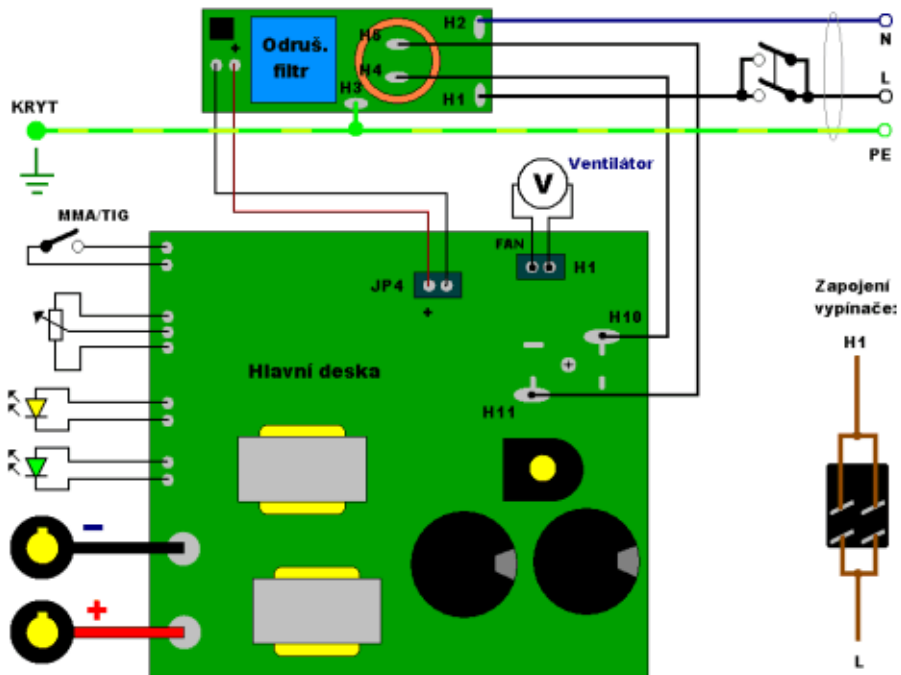 H2
N
Odruš.
filtr
+
H5
H4
H3
H1
L
KRYT
PE
Ventilátor
V
MMA/TIG
FAN
H1
JP4
+
H10
Zapojení
vypínače:
H1
Hlavní deska
H11
+
-
+
L